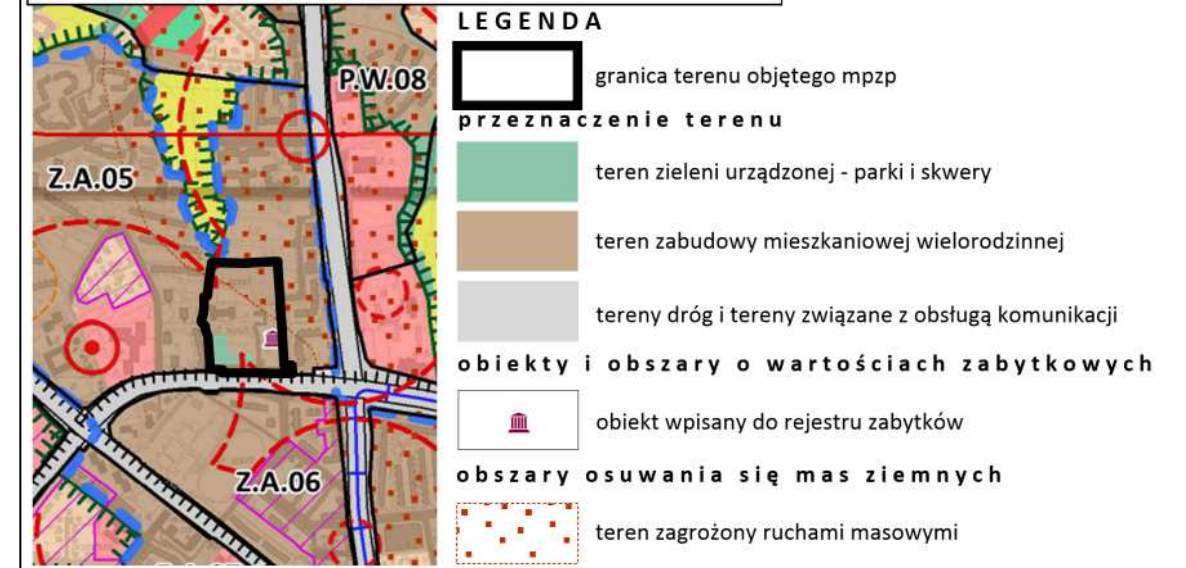 LEGENDA
granica terenu objętego mpzp
przeznaczenie terenu
teren zieleni urządzonej - parki i skwery
teren zabudowy mieszkaniowej wielorodzinnej
tereny dróg i tereny związane z obsługą komunikacji
obiekty i obszary o wartościach zabytkowych
obiekt wpisany do rejestru zabytków
obszary osuwania się mas ziemnych
teren zagrożony ruchami masowymi
P.W.08
Z.A.05
Z.A.06